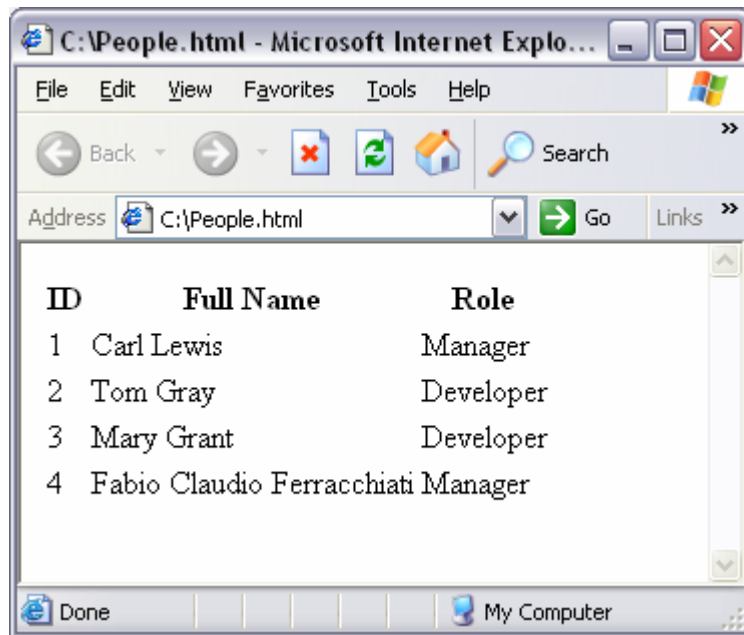 C:\People.html - Microsoft Internet Explo...
File Edit View Favorites Tools Help
Back Search »
Address C:\People.html Go Links »
ID Full Name Role
1 Carl Lewis Manager
2 Tom Gray Developer
3 Mary Grant Developer
4 Fabio Claudio Ferracchiati Manager
Done My Computer